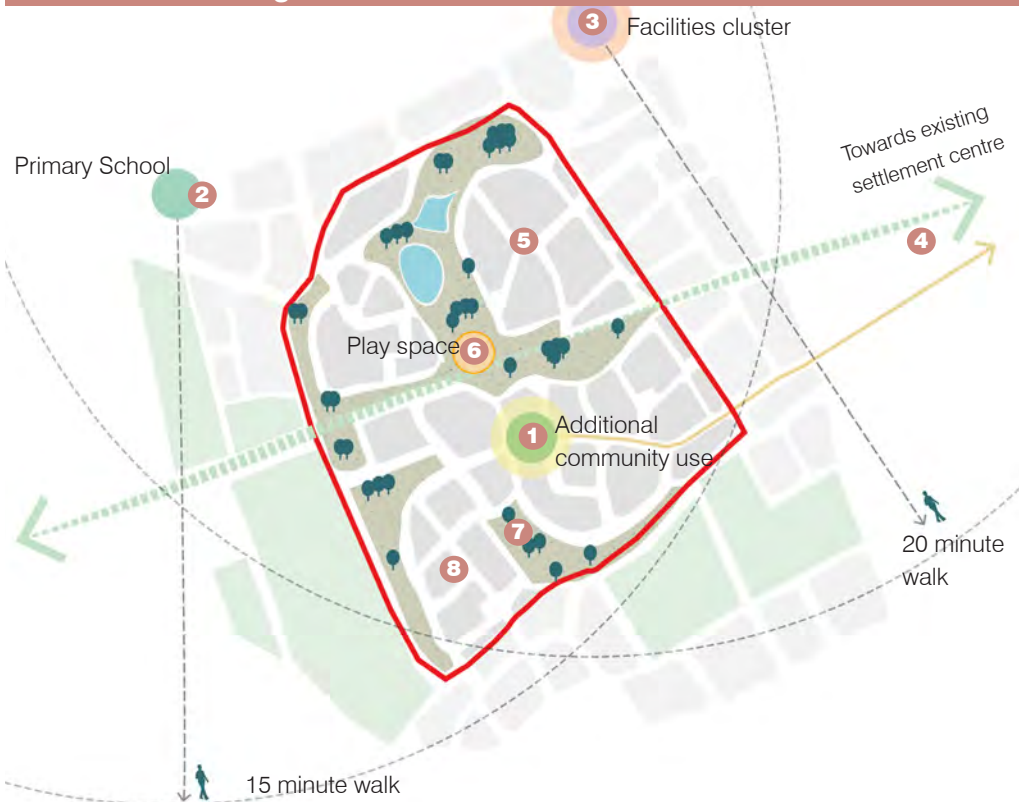 3
Facilities cluster
Towards existing
settlement centre
Primary School
2
4
5
Play space
6
1
Additional
community use
7
8
20 minute
walk
15 minute walk